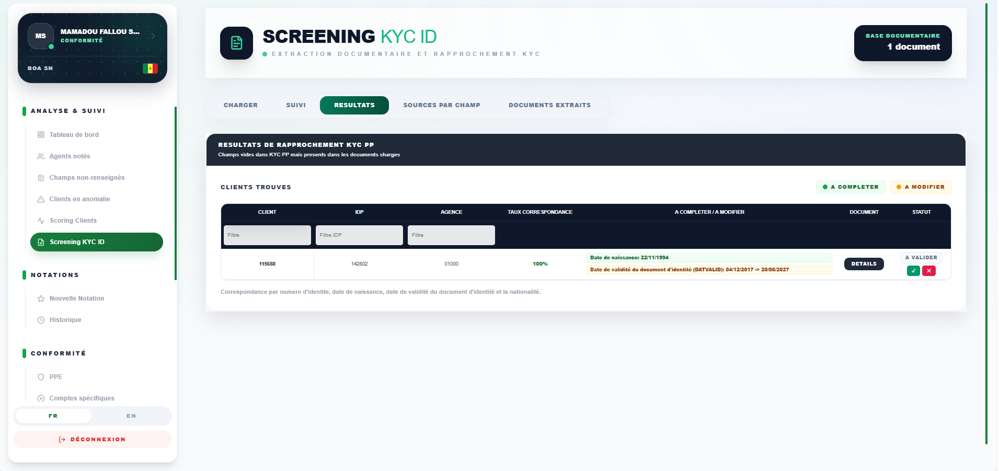 MS
MAMADOU FALLOU S...
CONFORMITÉ
BOA SN
ANALYSE & SUIVI
Tableau de bord
Agents notés
Champs non-renseignés
Clients en anomalie
Scoring Clients
Screening KYC ID
NOTATIONS
Nouvelle Notation
Historique
CONFORMITÉ
PPE
Comptes spécifiques
FR EN
DÉCONNEXION
SCREENING KYC ID
EXTRACTION DOCUMENTAIRE ET RAPPROCHEMENT KYC
BASE DOCUMENTAIRE
1 document
CHARGER SUIVI RESULTATS SOURCES PAR CHAMP DOCUMENTS EXTRAITS
RESULTATS DE RAPPROCHEMENT KYC PP
Champs vides dans KYC PP mais presents dans les documents charges
CLIENTS TROUVES
A COMPLETER A MODIFIER
CLIENT IDP AGENCE TAUX CORRESPONDANCE A COMPLETER / A MODIFIER DOCUMENT STATUT
Filtre Filtre IDP Filtre
115688 142802 01000 100%
Date de naissance: 22/11/1994
Date de validité du document d'identité (DATVALID): 04/12/2017 -> 20/06/2027
DETAILS
A VALIDER
Correspondance par numero d'identite, date de naissance, date de validité du document d'identité et la nationalité.